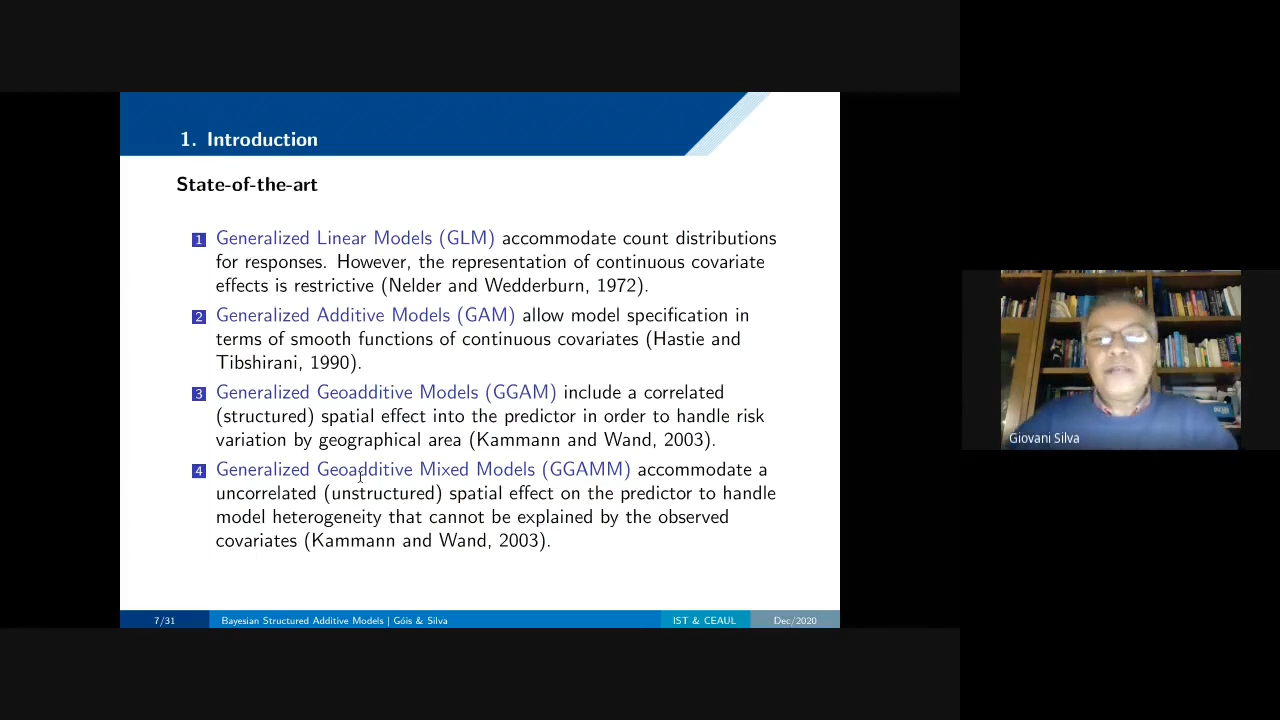 1. Introduction
State-of-the-art
1 Generalized Linear Models (GLM) accommodate count distributions
for responses. However, the representation of continuous covariate
effects is restrictive (Nelder and Wedderburn, 1972).
2 Generalized Additive Models (GAM) allow model specification in
terms of smooth functions of continuous covariates (Hastie and
Tibshirani, 1990).
3 Generalized Geoadditive Models (GGAM) include a correlated
(structured) spatial effect into the predictor in order to handle risk
variation by geographical area (Kammann and Wand, 2003).
4 Generalized Geoadditive Mixed Models (GGAMM) accommodate a
uncorrelated (unstructured) spatial effect on the predictor to handle
model heterogeneity that cannot be explained by the observed
covariates (Kammann and Wand, 2003).
7/31 Bayesian Structured Additive Models | Góis & Silva IST & CEAUL Dec/2020
Giovani Silva